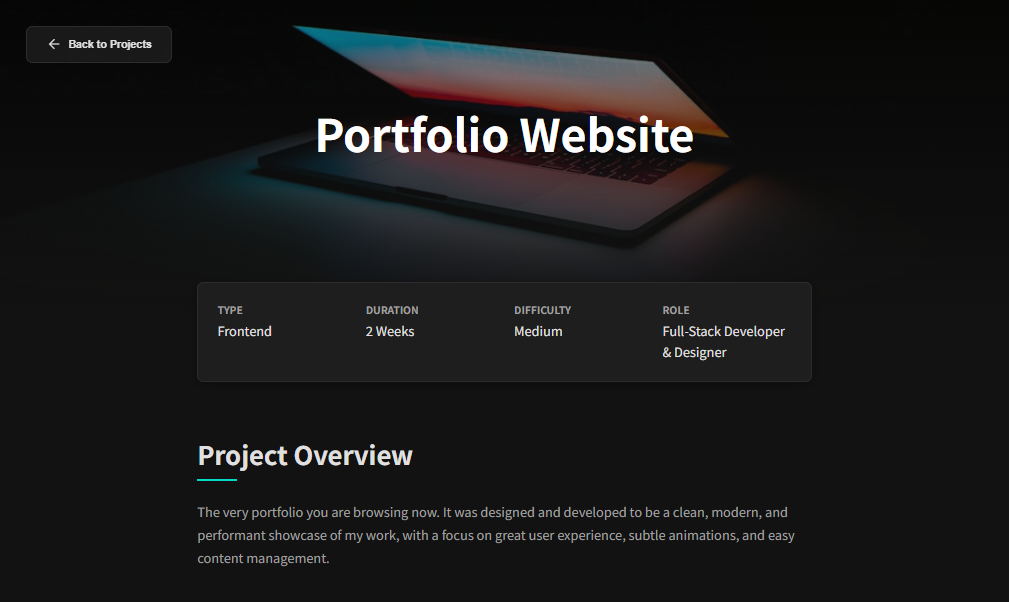 Back to Projects
Portfolio Website
TYPE
Frontend
DURATION
2 Weeks
DIFFICULTY
Medium
ROLE
Full-Stack Developer
& Designer
Project Overview
The very portfolio you are browsing now. It was designed and developed to be a clean, modern, and
performant showcase of my work, with a focus on great user experience, subtle animations, and easy
content management.